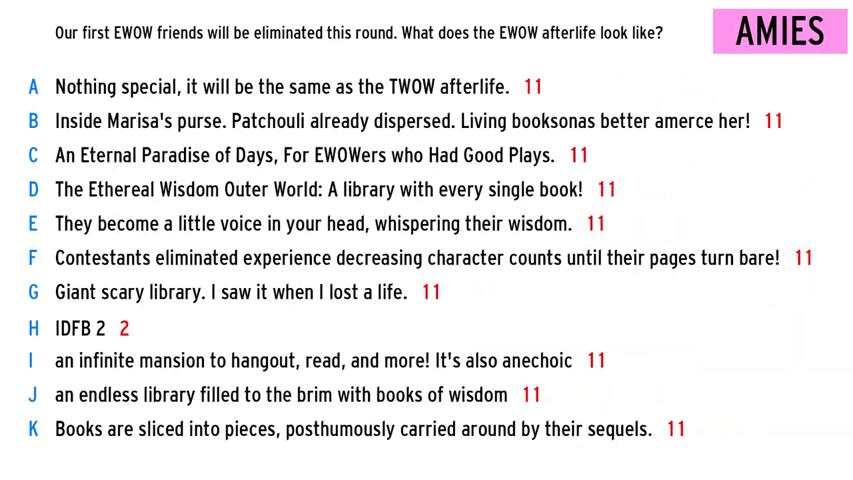 Our first EWOW friends will be eliminated this round. What does the EWOW afterlife look like?
AMIES
A Nothing special, it will be the same as the TWOW afterlife. 11
B Inside Marisa's purse. Patchouli already dispersed. Living booksonas better amerce her! 11
C An Eternal Paradise of Days, For EWOWers who Had Good Plays. 11
D The Ethereal Wisdom Outer World: A library with every single book! 11
E They become a little voice in your head, whispering their wisdom. 11
F Contestants eliminated experience decreasing character counts until their pages turn bare! 11
G Giant scary library. I saw it when I lost a life. 11
H IDFB 2 2
I an infinite mansion to hangout, read, and more! It's also anechoic 11
J an endless library filled to the brim with books of wisdom 11
K Books are sliced into pieces, posthumously carried around by their sequels. 11